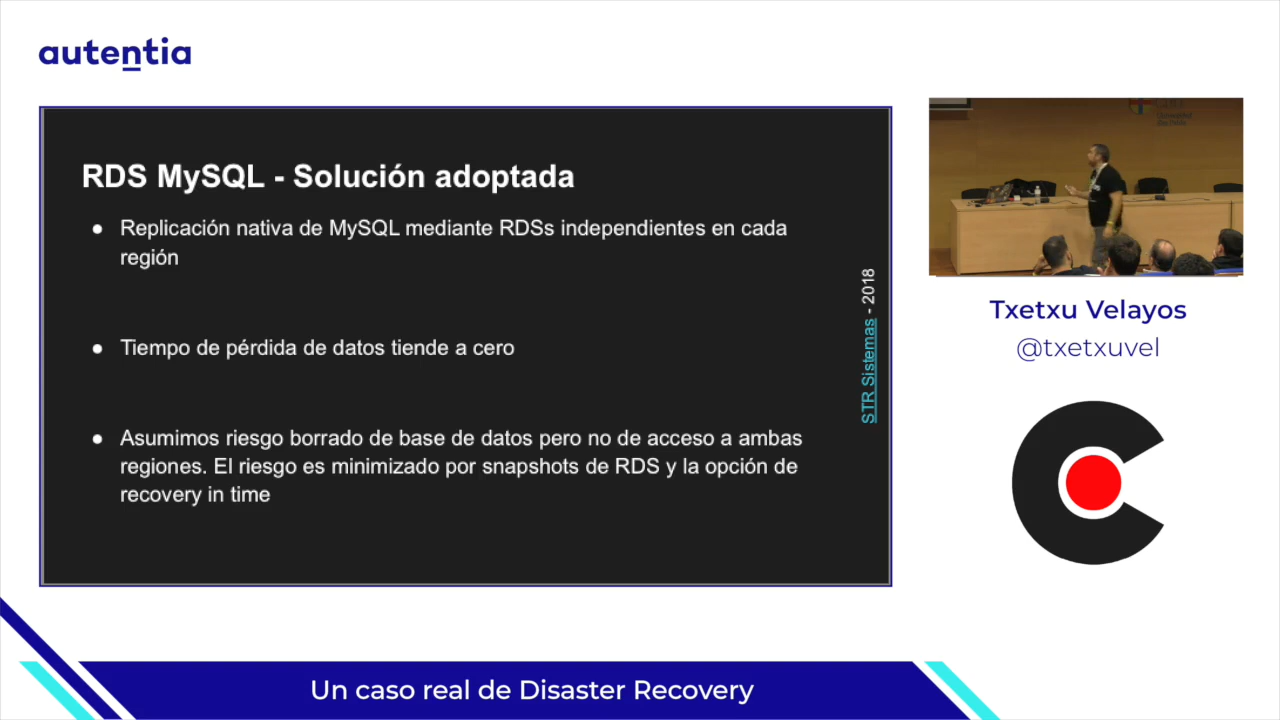 autentia
RDS MySQL - Solución adoptada
● Replicación nativa de MySQL mediante RDSs independientes en cada
región
● Tiempo de pérdida de datos tiende a cero
● Asumimos riesgo borrado de base de datos pero no de acceso a ambas
regiones. El riesgo es minimizado por snapshots de RDS y la opción de
recovery in time
STR Sistemas - 2018
Txetxu Velayos
@txetxuvel
Un caso real de Disaster Recovery